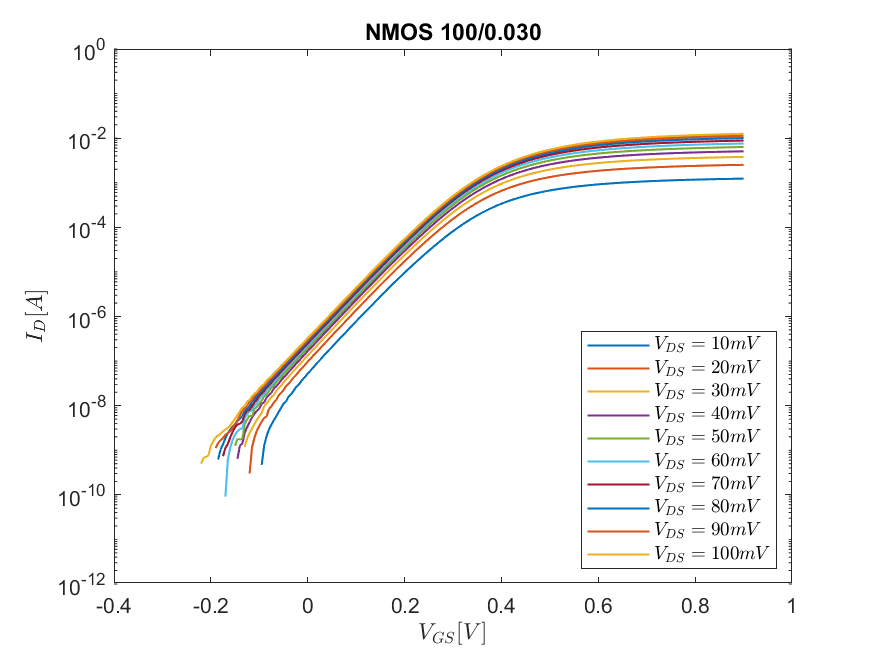 NMOS 100/0.030
10^0
10^-2
10^-4
10^-6
10^-8
10^-10
10^-12
I_D[A]
-0.4 -0.2 0 0.2 0.4 0.6 0.8 1
V_GS[V]
V_DS = 10mV
V_DS = 20mV
V_DS = 30mV
V_DS = 40mV
V_DS = 50mV
V_DS = 60mV
V_DS = 70mV
V_DS = 80mV
V_DS = 90mV
V_DS = 100mV